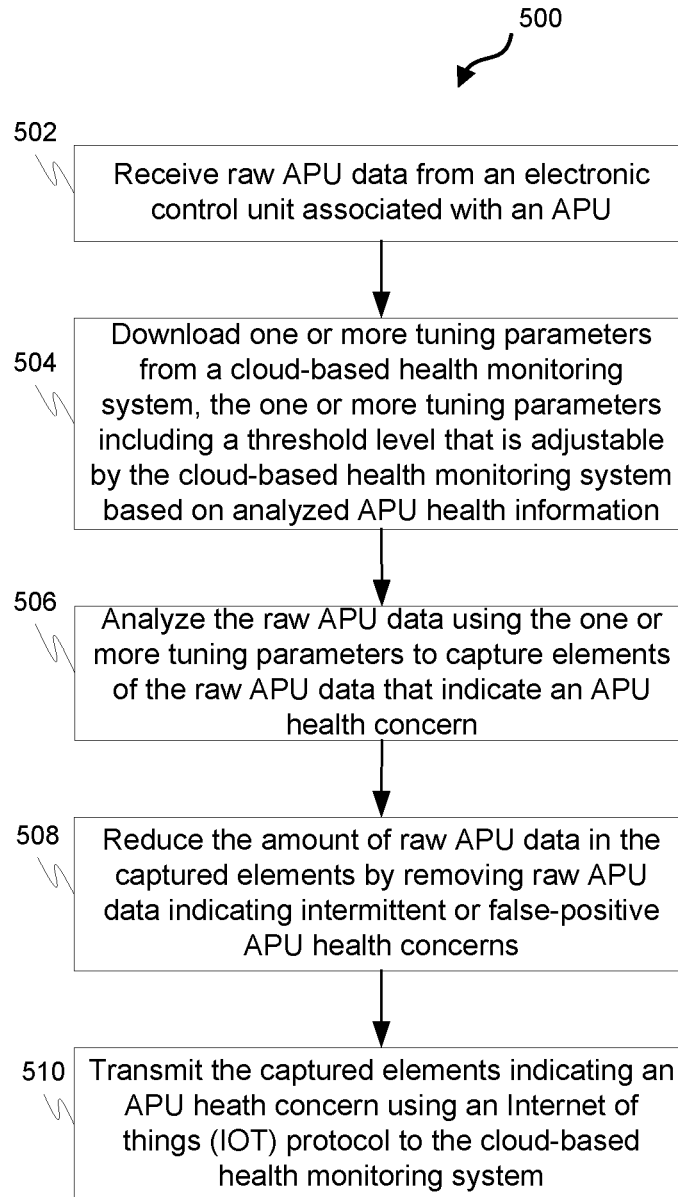 500
502
Receive raw APU data from an electronic
control unit associated with an APU
504
Download one or more tuning parameters
from a cloud-based health monitoring
system, the one or more tuning parameters
including a threshold level that is adjustable
by the cloud-based health monitoring system
based on analyzed APU health information
506
Analyze the raw APU data using the one or
more tuning parameters to capture elements
of the raw APU data that indicate an APU
health concern
508
Reduce the amount of raw APU data in the
captured elements by removing raw APU
data indicating intermittent or false-positive
APU health concerns
510
Transmit the captured elements indicating an
APU heath concern using an Internet of
things (IOT) protocol to the cloud-based
health monitoring system